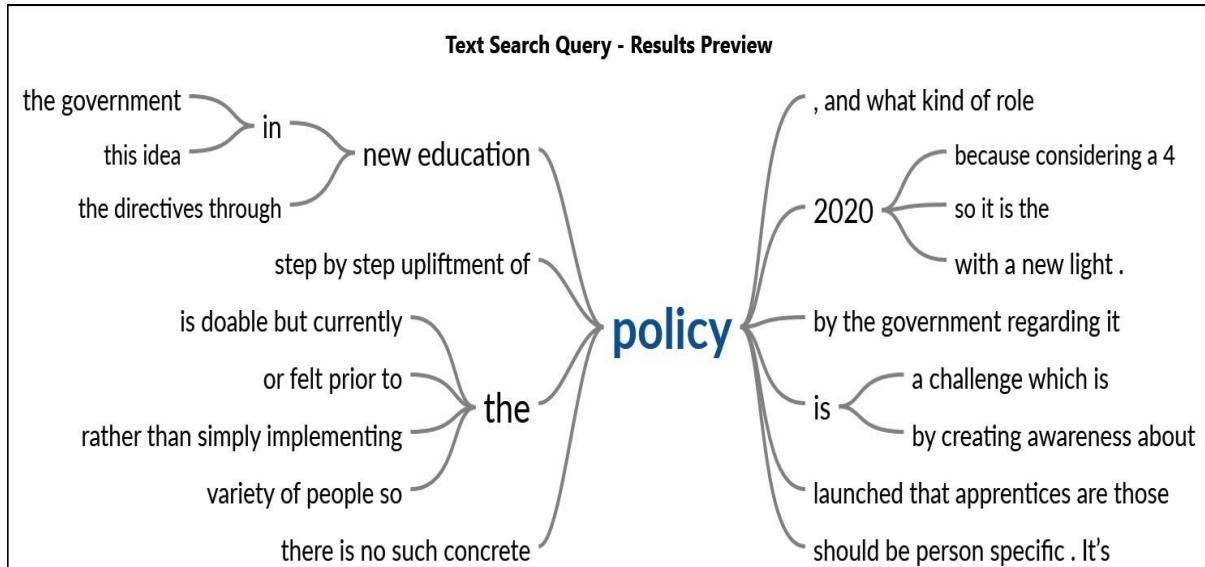 Text Search Query - Results Preview
the government
this idea
in
the directives through
new education
step by step upliftment of
is doable but currently
or felt prior to
rather than simply implementing
variety of people so
the
there is no such concrete
policy
, and what kind of role
2020
because considering a 4
so it is the
with a new light .
by the government regarding it
is
a challenge which is
by creating awareness about
launched that apprentices are those
should be person specific . It's